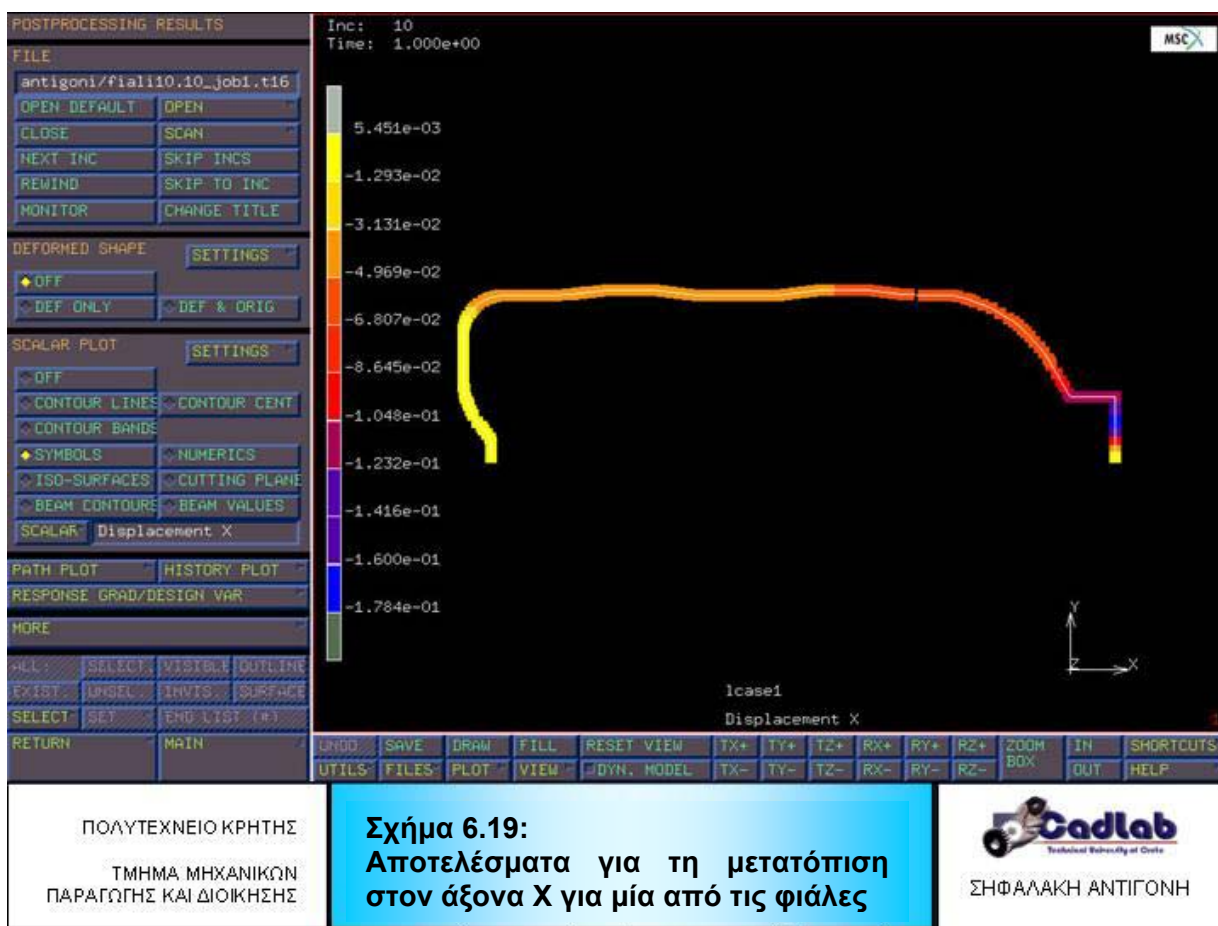 POSTPROCESSING RESULTS
FILE
antigoni/fiali10.10_job1.t16
OPEN DEFAULT OPEN
CLOSE SCAN
NEXT INC SKIP INCS
REWIND SKIP TO INC
MONITOR CHANGE TITLE
DEFORMED SHAPE SETTINGS
OFF
DEF ONLY DEF & ORIG
SCALAR PLOT SETTINGS
OFF
CONTOUR LINES CONTOUR CENT
CONTOUR BANDS
SYMBOLS NUMERICS
ISO-SURFACES CUTTING PLANE
BEAM CONTOURS BEAM VALUES
SCALAR Displacement X
PATH PLOT HISTORY PLOT
RESPONSE GRAD/DESIGN VAR
MORE
ALL: SELECT. VISIBLE OUTLINE
EXIST. UNSEL. INVIS. SURFACE
SELECT SET END LIST (#)
RETURN MAIN
Inc: 10
Time: 1.000e+00
MSC
5.451e-03
-1.293e-02
-3.131e-02
-4.969e-02
-6.807e-02
-8.645e-02
-1.048e-01
-1.232e-01
-1.416e-01
-1.600e-01
-1.784e-01
Y
Z X
lcase1
Displacement X
UNDO SAVE DRAW FILL RESET VIEW TX+ TY+ TZ+ RX+ RY+ RZ+ ZOOM BOX IN SHORTCUTS
UTILS FILES PLOT VIEW DYN. MODEL TX- TY- TZ- RX- RY- RZ- OUT HELP
ΠΟΛΥΤΕΧΝΕΙΟ ΚΡΗΤΗΣ
ΤΜΗΜΑ ΜΗΧΑΝΙΚΩΝ
ΠΑΡΑΓΩΓΗΣ ΚΑΙ ΔΙΟΙΚΗΣΗΣ
Σχήμα 6.19:
Αποτελέσματα για τη μετατόπιση
στον άξονα Χ για μία από τις φιάλες
Cadlab
Technical University of Crete
ΣΗΦΑΛΑΚΗ ΑΝΤΙΓΟΝΗ